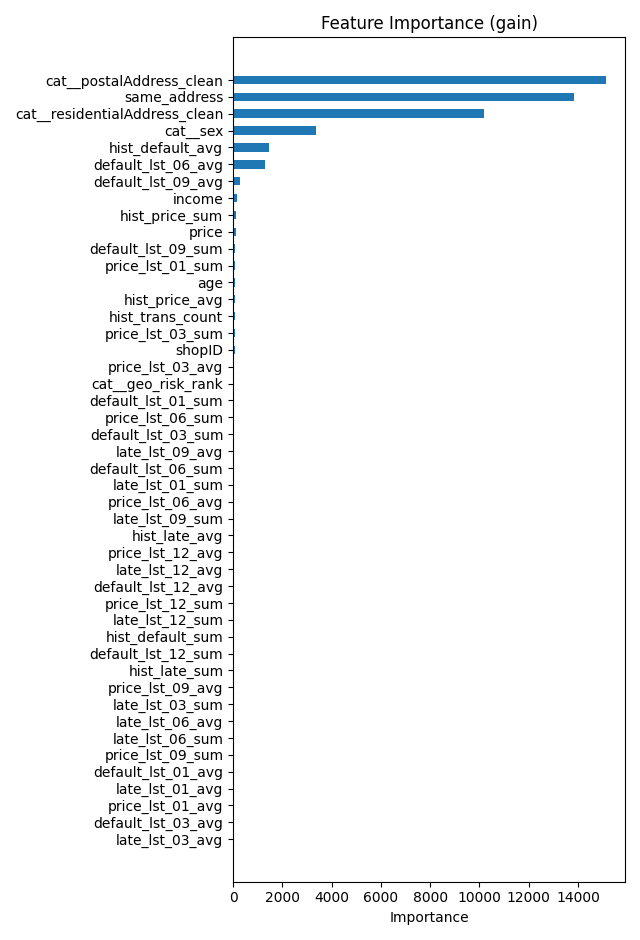 Feature Importance (gain)
cat__postalAddress_clean
same_address
cat__residentialAddress_clean
cat__sex
hist_default_avg
default_lst_06_avg
default_lst_09_avg
income
hist_price_sum
price
default_lst_09_sum
price_lst_01_sum
age
hist_price_avg
hist_trans_count
price_lst_03_sum
shopID
price_lst_03_avg
cat__geo_risk_rank
default_lst_01_sum
price_lst_06_sum
default_lst_03_sum
late_lst_09_avg
default_lst_06_sum
late_lst_01_sum
price_lst_06_avg
late_lst_09_sum
hist_late_avg
price_lst_12_avg
late_lst_12_avg
default_lst_12_avg
price_lst_12_sum
late_lst_12_sum
hist_default_sum
default_lst_12_sum
hist_late_sum
price_lst_09_avg
late_lst_03_sum
late_lst_06_avg
late_lst_06_sum
price_lst_09_sum
default_lst_01_avg
late_lst_01_avg
price_lst_01_avg
default_lst_03_avg
late_lst_03_avg
0 2000 4000 6000 8000 10000 12000 14000
Importance